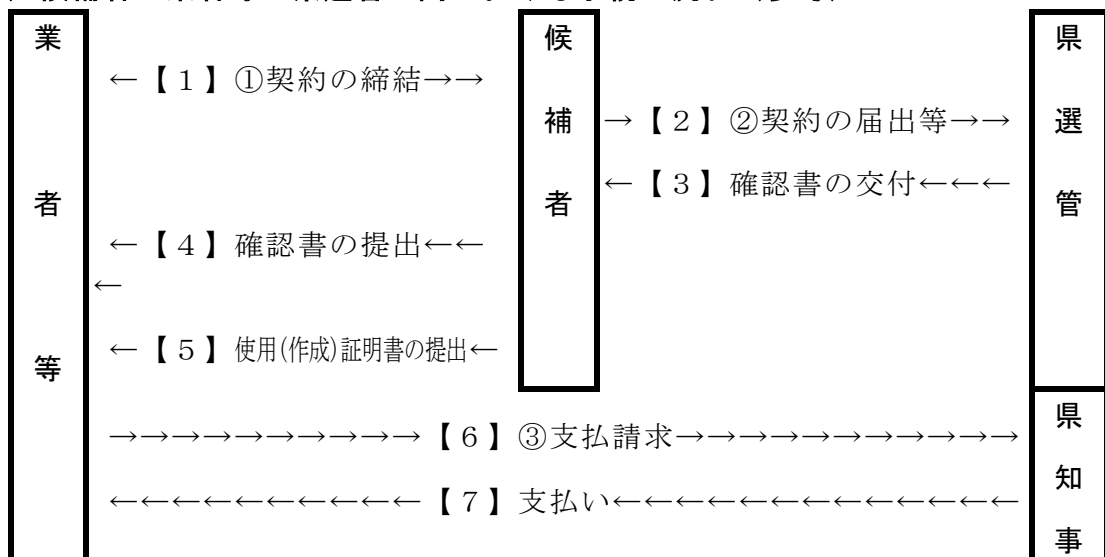 業者等
候補者
県選管
県知事
←【1】①契約の締結→→
→【2】②契約の届出等→→
←【3】確認書の交付←←←
←【4】確認書の提出←←
←
←【5】使用(作成)証明書の提出←
→→→→→→→→→→【6】③支払請求→→→→→→→→→→→
←←←←←←←←←←【7】支払い←←←←←←←←←←←←←